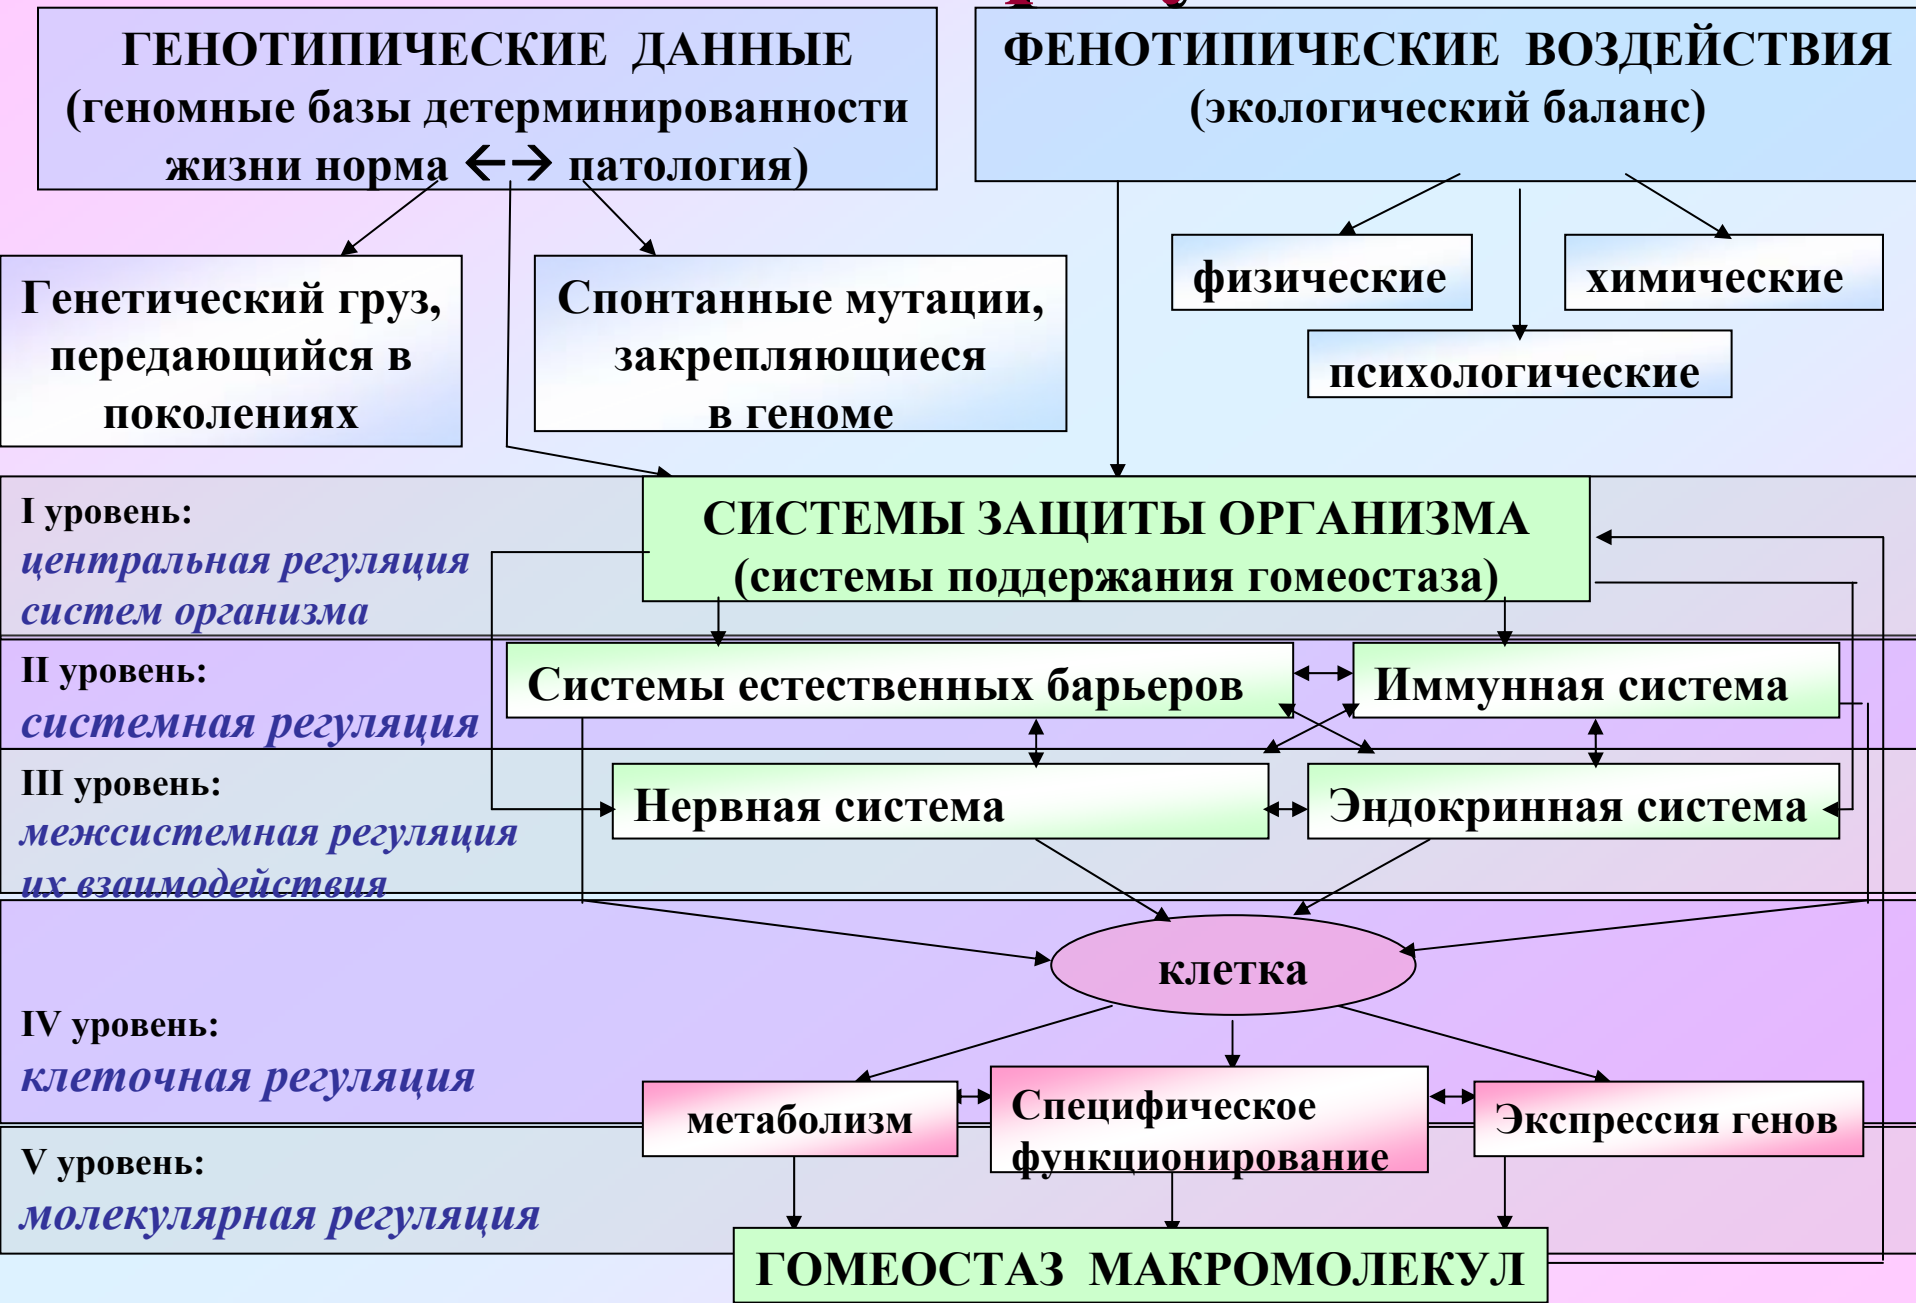 ГЕНОТИПИЧЕСКИЕ ДАННЫЕ
(геномные базы детерминированности
жизни норма ←→ патология)
ФЕНОТИПИЧЕСКИЕ ВОЗДЕЙСТВИЯ
(экологический баланс)
Генетический груз,
передающийся в
поколениях
Спонтанные мутации,
закрепляющиеся
в геноме
физические
химические
психологические
I уровень:
центральная регуляция
систем организма
СИСТЕМЫ ЗАЩИТЫ ОРГАНИЗМА
(системы поддержания гомеостаза)
II уровень:
системная регуляция
Системы естественных барьеров
Иммунная система
III уровень:
межсистемная регуляция
их взаимодействия
Нервная система
Эндокринная система
клетка
IV уровень:
клеточная регуляция
метаболизм
Специфическое
функционирование
Экспрессия генов
V уровень:
молекулярная регуляция
ГОМЕОСТАЗ МАКРОМОЛЕКУЛ